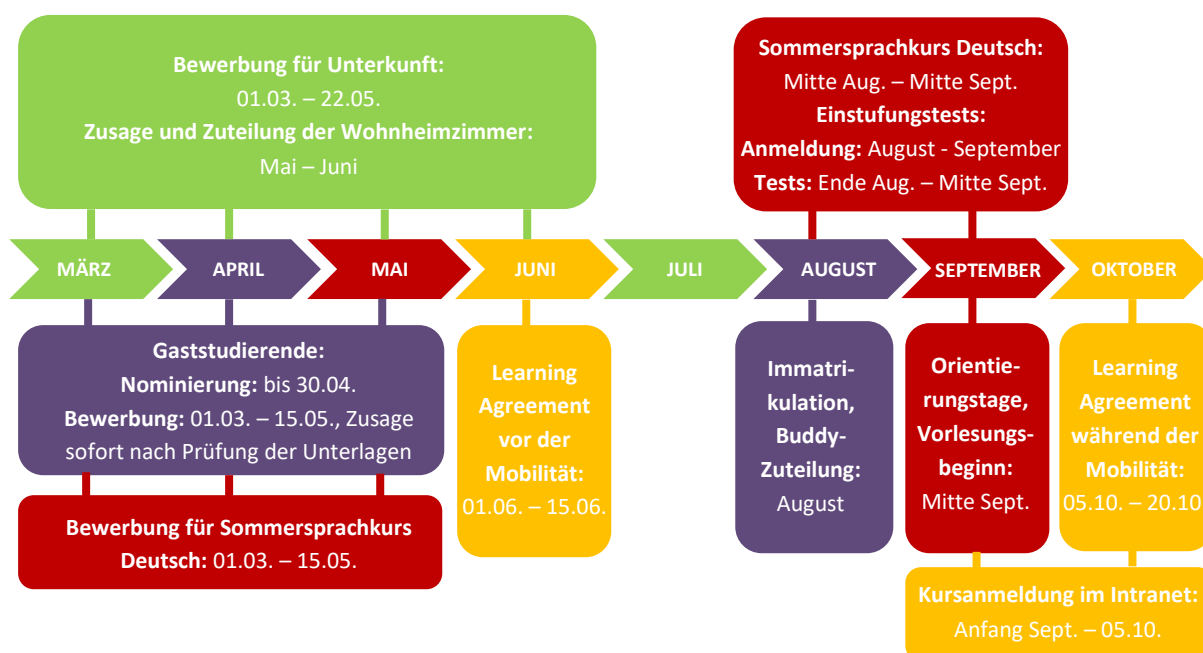 Bewerbung für Unterkunft:
01.03. – 22.05.
Zusage und Zuteilung der Wohnheimzimmer:
Mai – Juni
Sommersprachkurs Deutsch:
Mitte Aug. – Mitte Sept.
Einstufungstests:
Anmeldung: August - September
Tests: Ende Aug. – Mitte Sept.
MÄRZ
APRIL
MAI
JUNI
JULI
AUGUST
SEPTEMBER
OKTOBER
Gaststudierende:
Nominierung: bis 30.04.
Bewerbung: 01.03. – 15.05., Zusage
sofort nach Prüfung der Unterlagen
Bewerbung für Sommersprachkurs
Deutsch: 01.03. – 15.05.
Learning
Agreement
vor der
Mobilität:
01.06. – 15.06.
Immatri-
kulation,
Buddy-
Zuteilung:
August
Orientie-
rungstage,
Vorlesungs-
beginn:
Mitte Sept.
Learning
Agreement
während der
Mobilität:
05.10. – 20.10
Kursanmeldung im Intranet:
Anfang Sept. – 05.10.